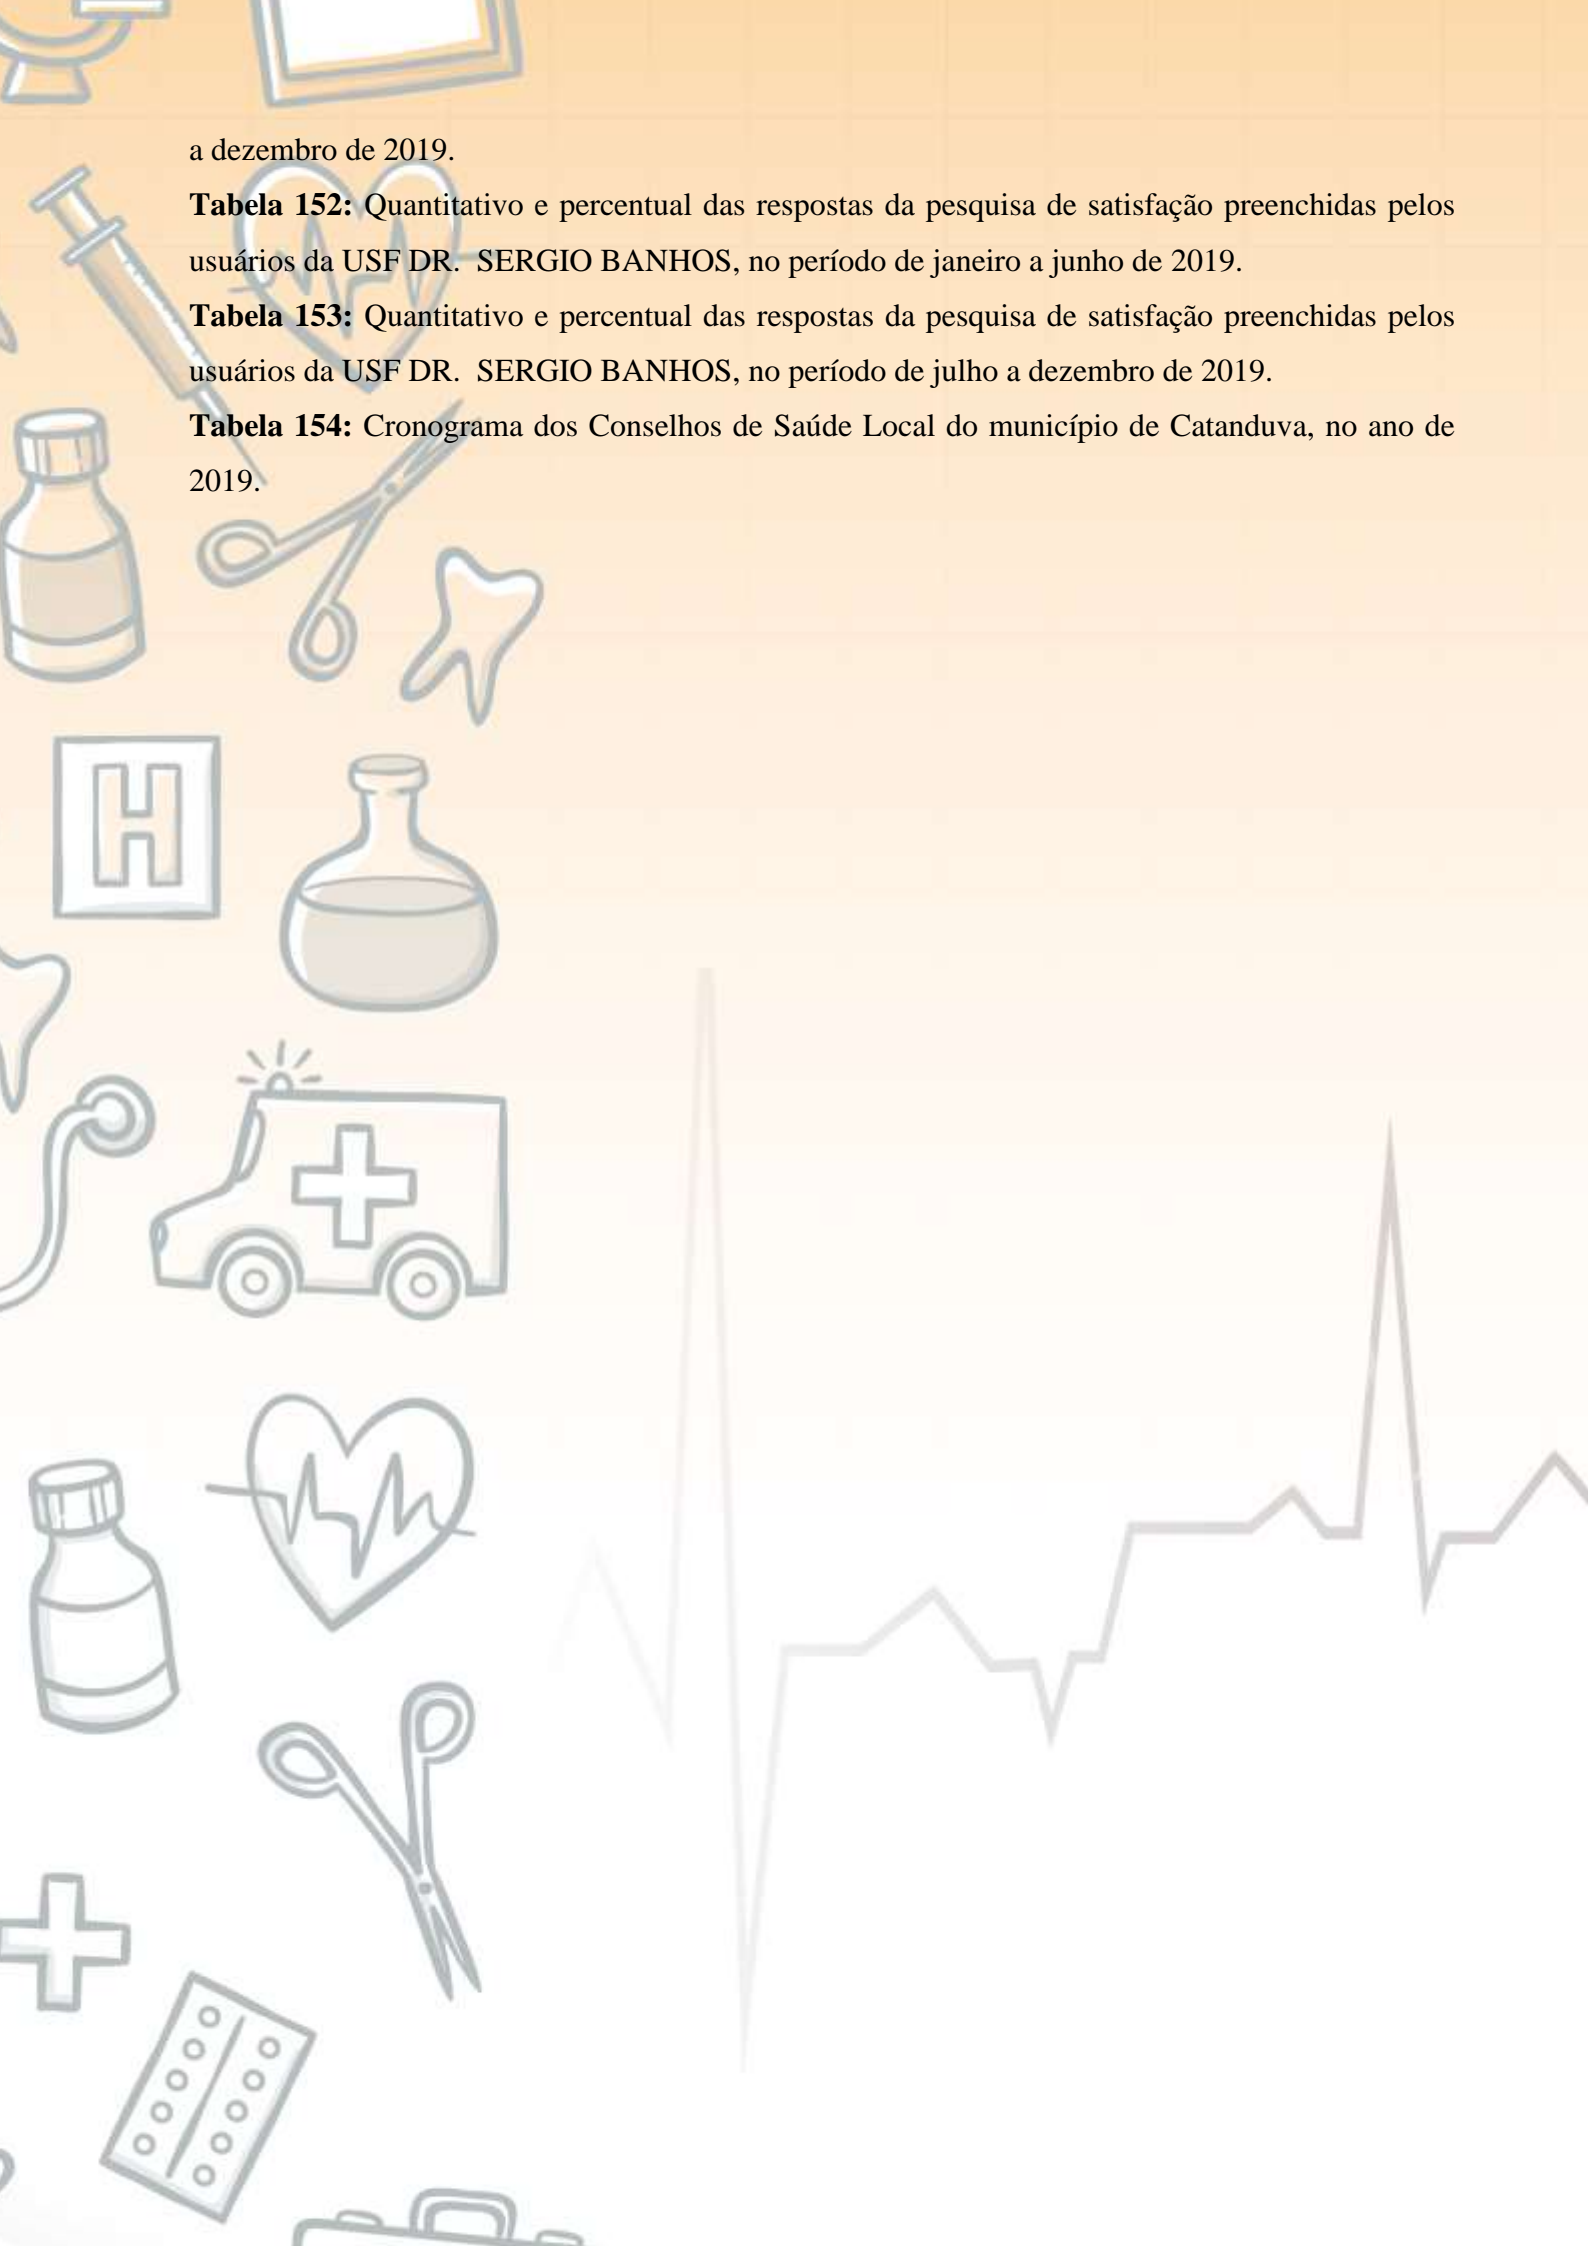 a dezembro de 2019.
Tabela 152: Quantitativo e percentual das respostas da pesquisa de satisfação preenchidas pelos
usuários da USF DR. SERGIO BANHOS, no período de janeiro a junho de 2019.
Tabela 153: Quantitativo e percentual das respostas da pesquisa de satisfação preenchidas pelos
usuários da USF DR. SERGIO BANHOS, no período de julho a dezembro de 2019.
Tabela 154: Cronograma dos Conselhos de Saúde Local do município de Catanduva, no ano de
2019.
H